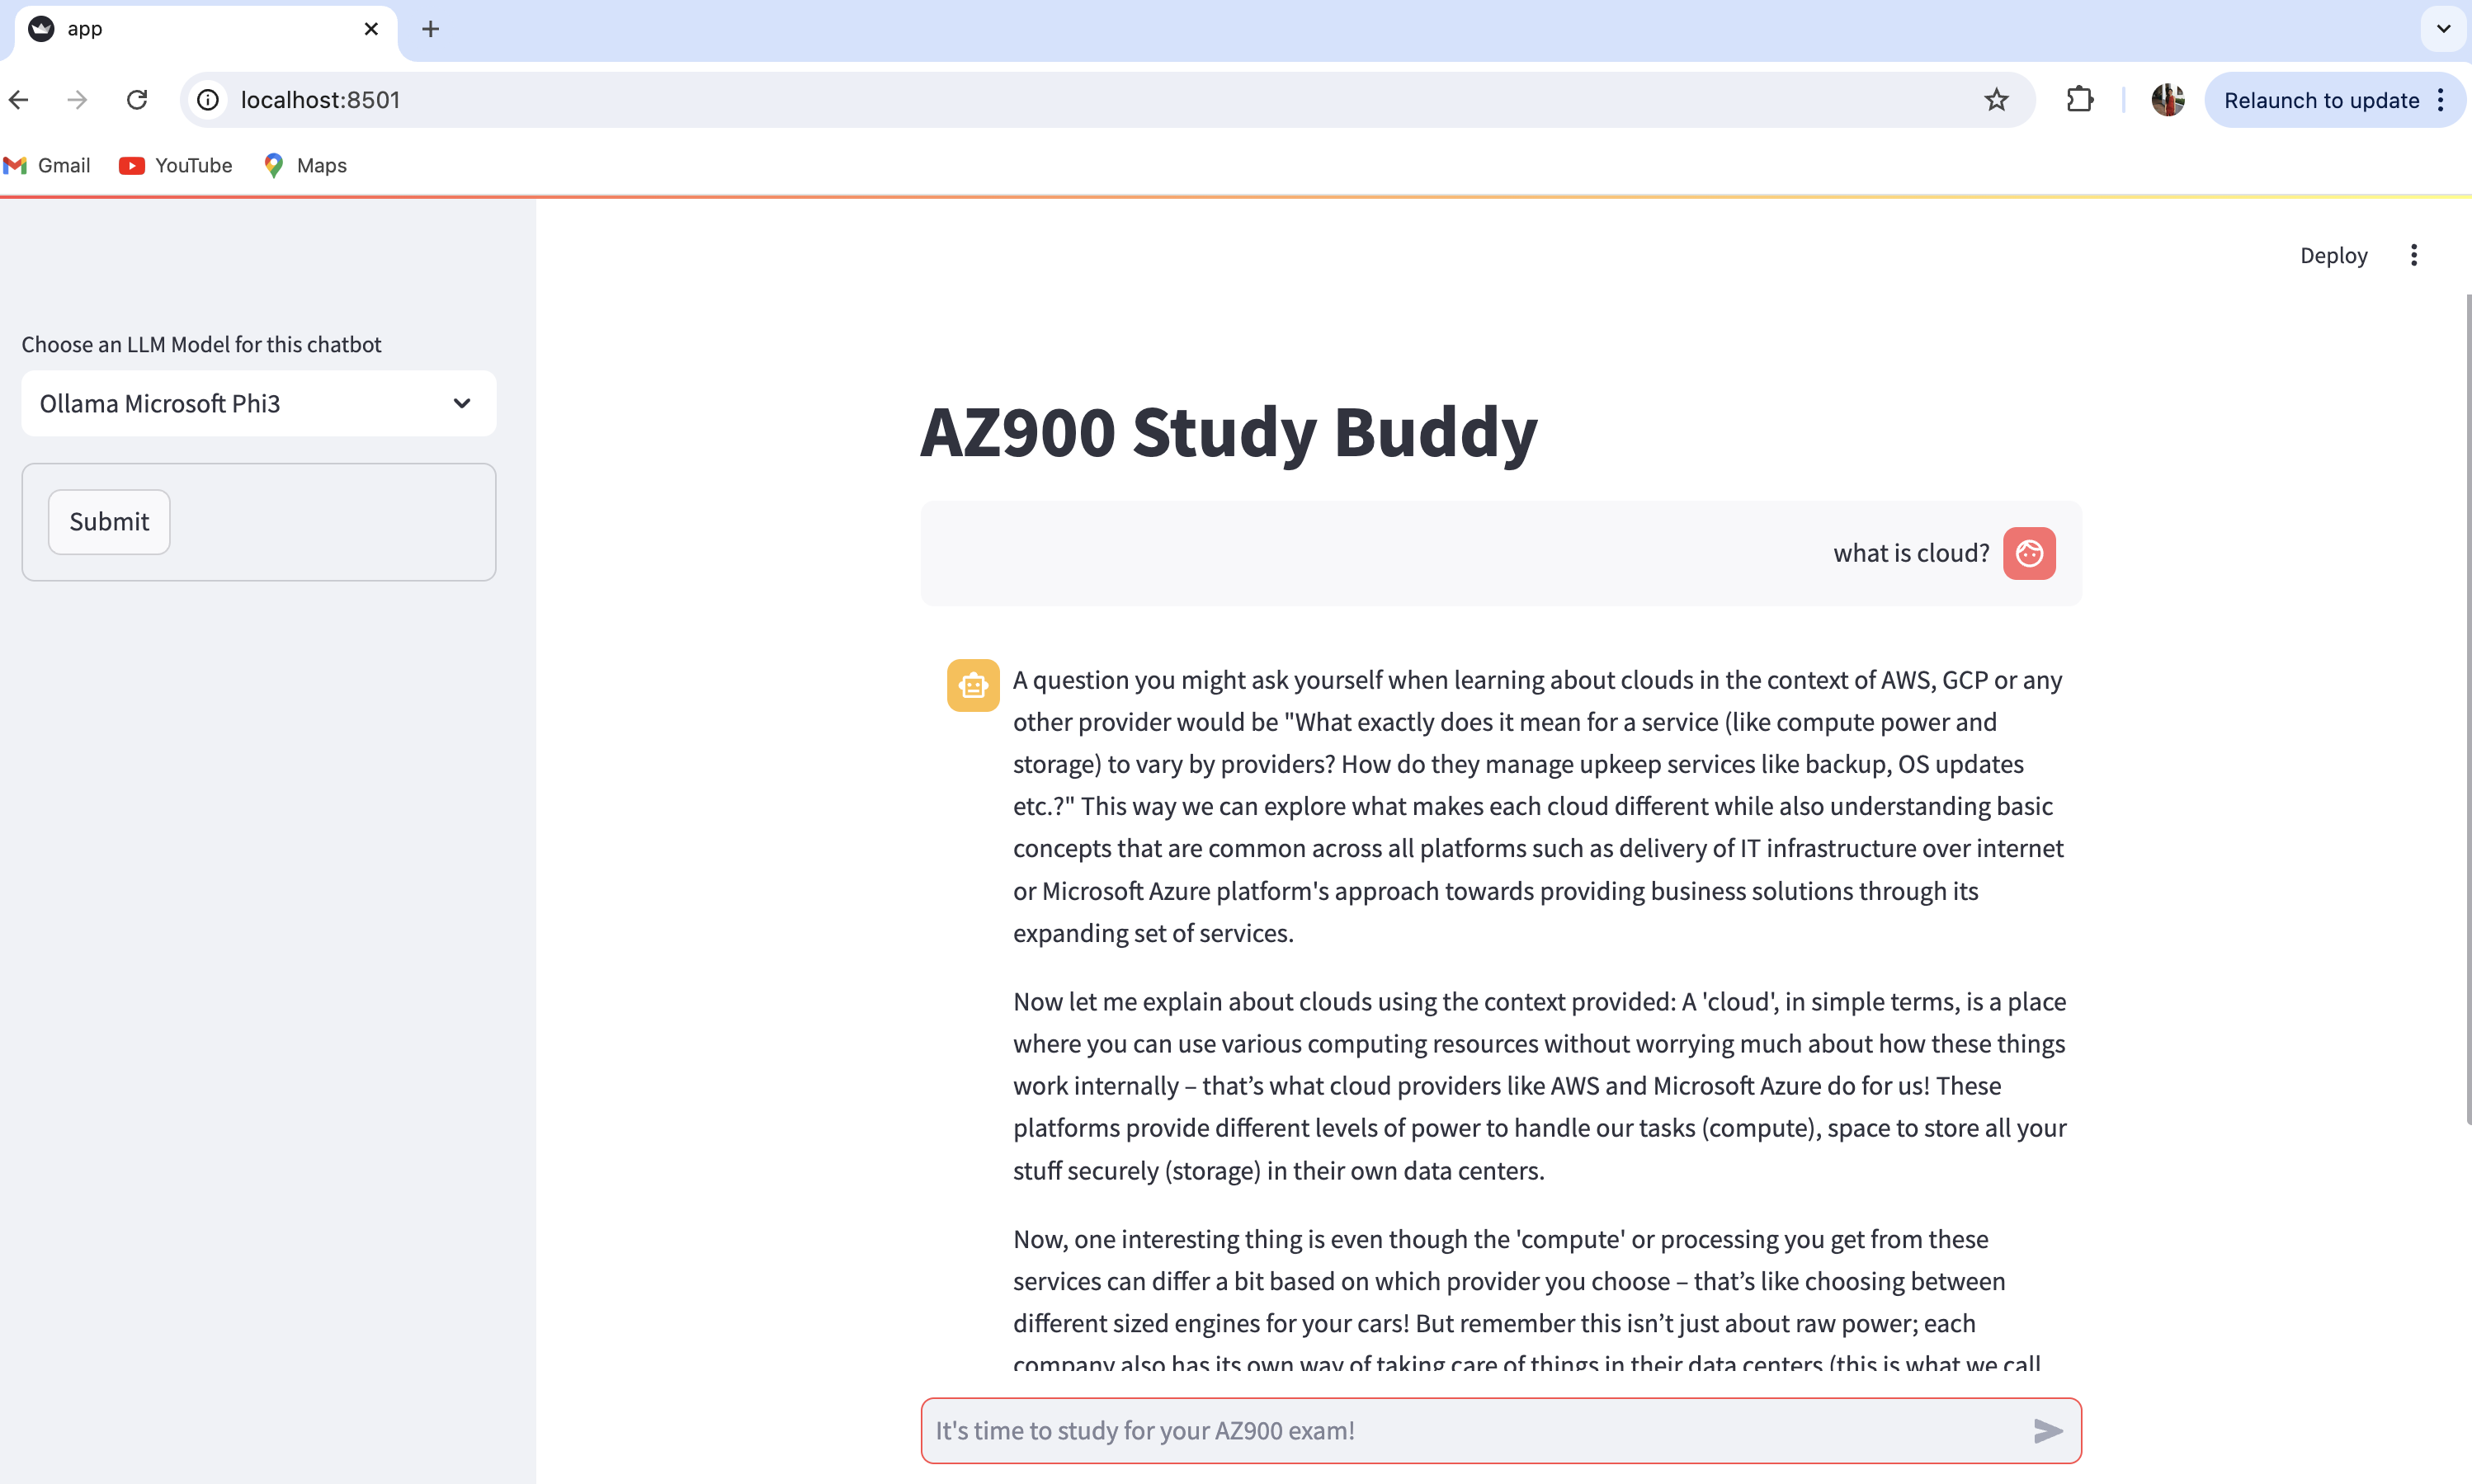 app
localhost:8501
Relaunch to update
Gmail
YouTube
Maps
Deploy
Choose an LLM Model for this chatbot
Ollama Microsoft Phi3
Submit
AZ900 Study Buddy
what is cloud?
A question you might ask yourself when learning about clouds in the context of AWS, GCP or any
other provider would be "What exactly does it mean for a service (like compute power and
storage) to vary by providers? How do they manage upkeep services like backup, OS updates
etc.?" This way we can explore what makes each cloud different while also understanding basic
concepts that are common across all platforms such as delivery of IT infrastructure over internet
or Microsoft Azure platform's approach towards providing business solutions through its
expanding set of services.
Now let me explain about clouds using the context provided: A 'cloud', in simple terms, is a place
where you can use various computing resources without worrying much about how these things
work internally – that’s what cloud providers like AWS and Microsoft Azure do for us! These
platforms provide different levels of power to handle our tasks (compute), space to store all your
stuff securely (storage) in their own data centers.
Now, one interesting thing is even though the 'compute' or processing you get from these
services can differ a bit based on which provider you choose – that’s like choosing between
different sized engines for your cars! But remember this isn’t just about raw power; each
company also has its own way of taking care of things in their data centers (this is what we call
It's time to study for your AZ900 exam!